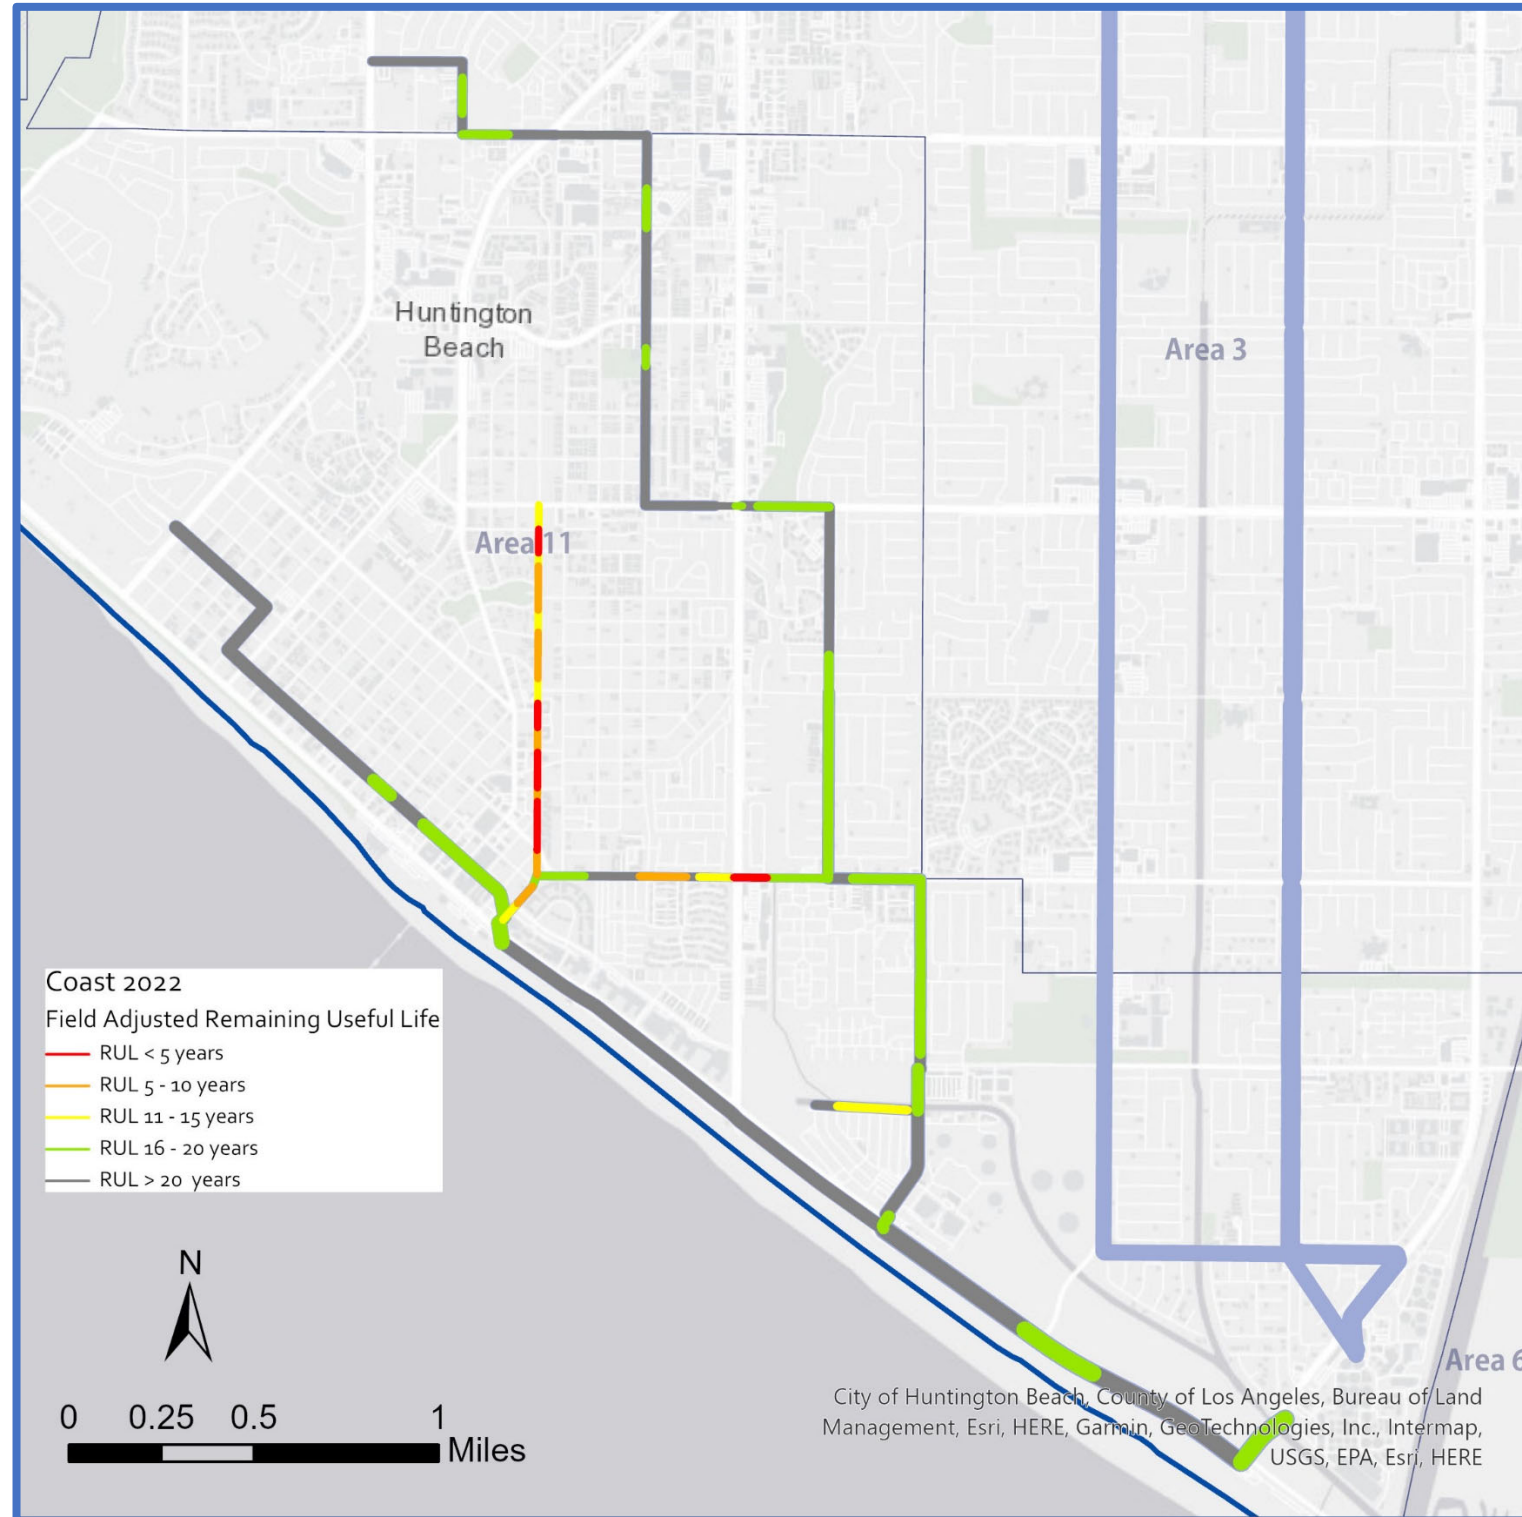 Huntington
Beach
Area 3
Area 11
Coast 2022
Field Adjusted Remaining Useful Life
RUL < 5 years
RUL 5 - 10 years
RUL 11 - 15 years
RUL 16 - 20 years
RUL > 20 years
N
0 0.25 0.5 1
Miles
Area 6
City of Huntington Beach, County of Los Angeles, Bureau of Land
Management, Esri, HERE, Garmin, GeoTechnologies, Inc., Intermap,
USGS, EPA, Esri, HERE